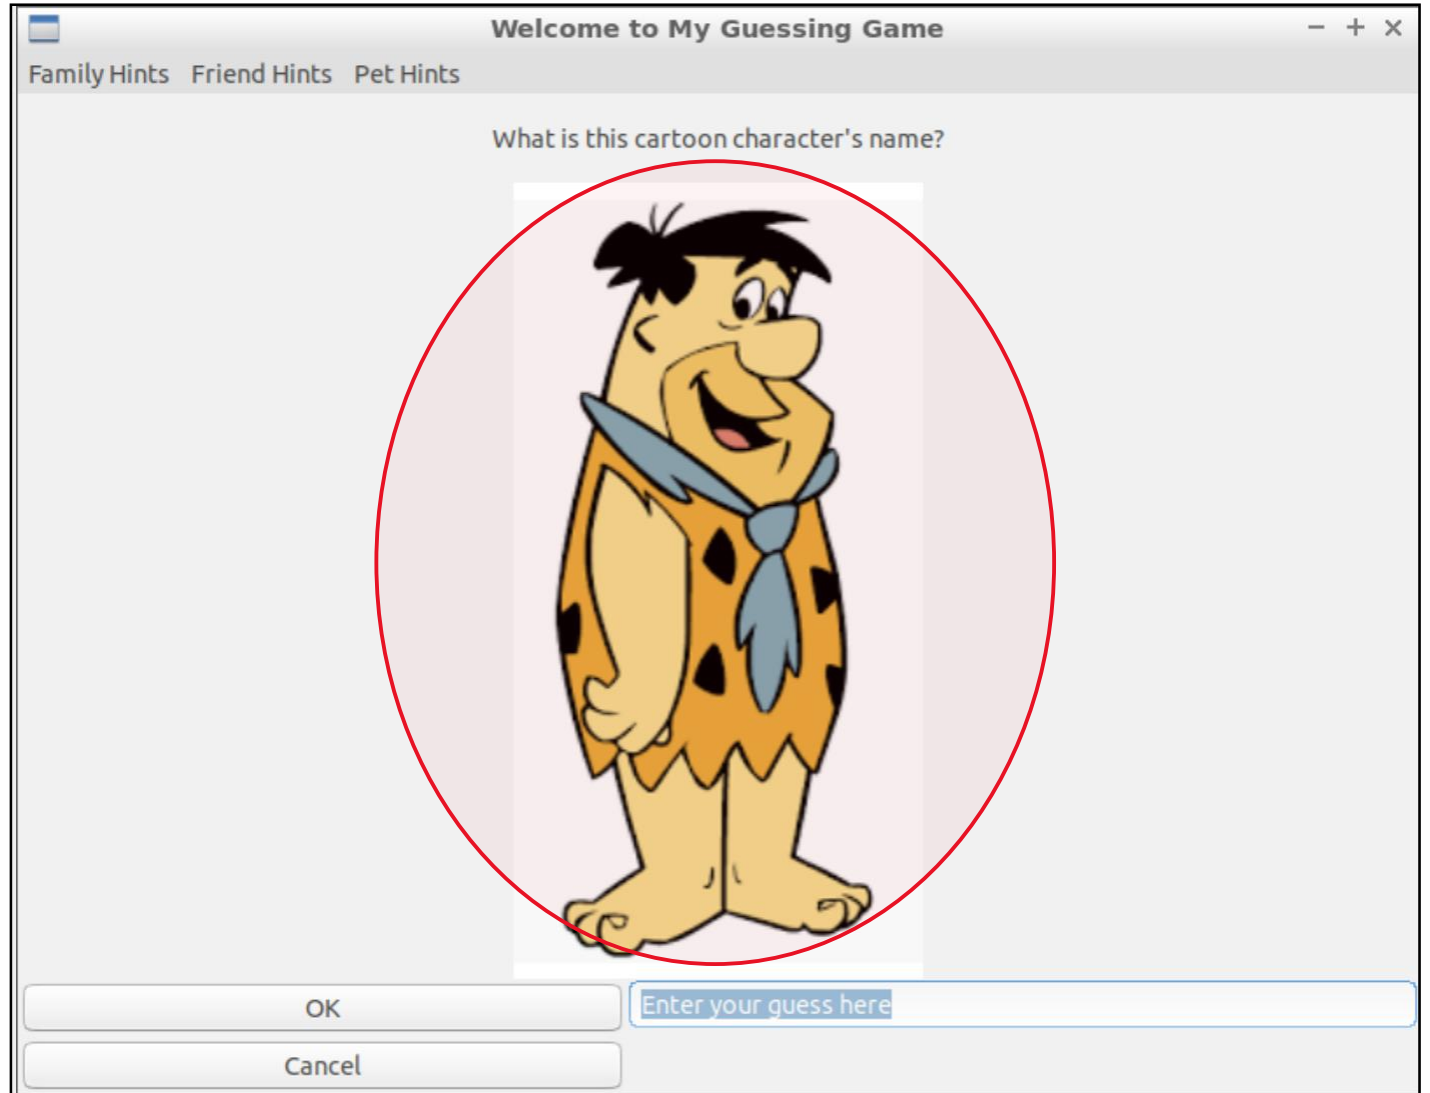 Welcome to My Guessing Game
Family Hints Friend Hints Pet Hints
What is this cartoon character's name?
OK
Enter your guess here
Cancel